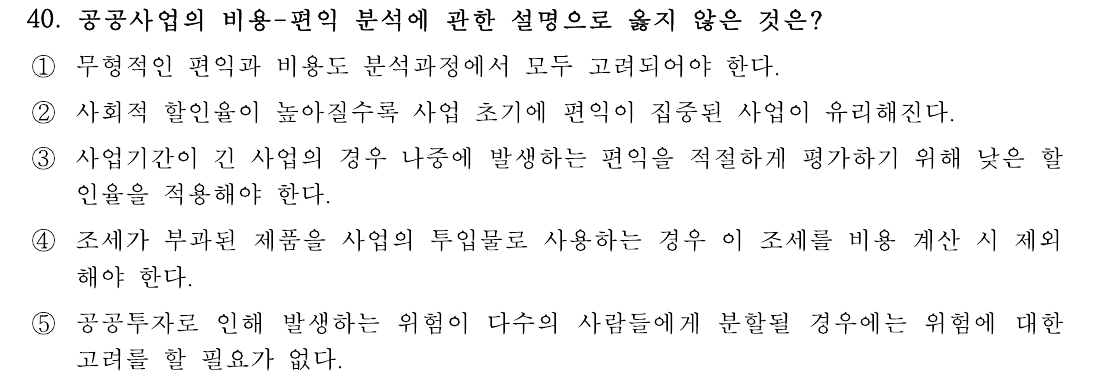 40. 공공사업의 비용-편익 분석에 관한 설명으로 옳지 않은 것은?
① 무형적인 편익과 비용도 분석과정에서 모두 고려되어야 한다.
② 사회적 할인율이 높아질수록 사업 초기에 편익이 집중된 사업이 유리해진다.
③ 사업기간이 긴 사업의 경우 나중에 발생하는 편익을 적절하게 평가하기 위해 낮은 할
인율을 적용해야 한다.
④ 조세가 부과된 제품을 사업의 투입물로 사용하는 경우 이 조세를 비용 계산 시 제외
해야 한다.
⑤ 공공투자로 인해 발생하는 위험이 다수의 사람들에게 분할될 경우에는 위험에 대한
고려를 할 필요가 없다.